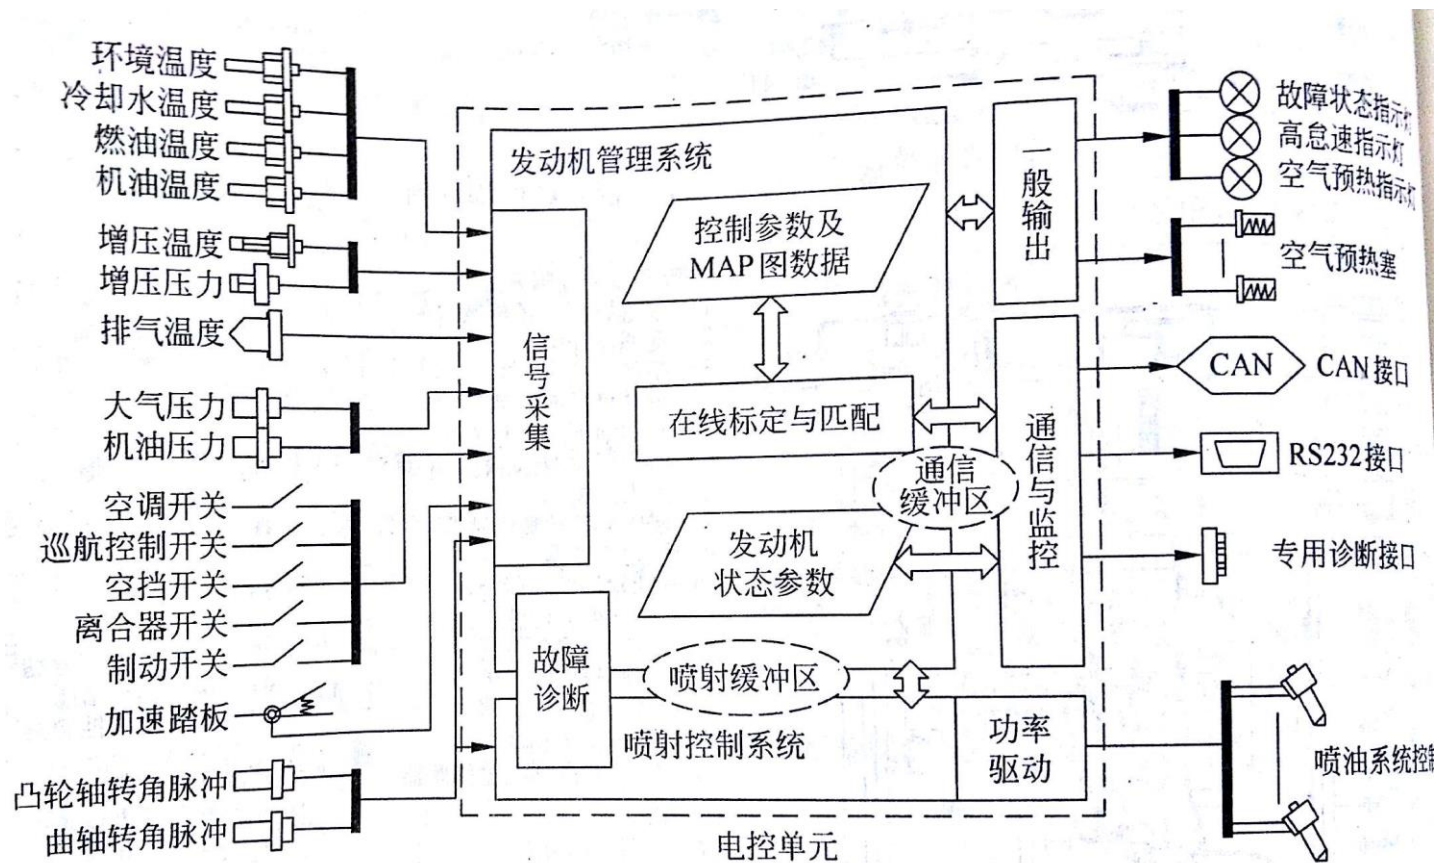 环境温度
冷却水温度
燃油温度
机油温度
增压温度
增压压力
排气温度
大气压力
机油压力
空调开关
巡航控制开关
空挡开关
离合器开关
制动开关
加速踏板
凸轮轴转角脉冲
曲轴转角脉冲
发动机管理系统
信号采集
控制参数及
MAP图数据
在线标定与匹配
通信
缓冲区
发动机
状态参数
故障
诊断
喷射缓冲区
喷射控制系统
功率
驱动
一般输出
通信与监控
电控单元
故障状态指示灯
高怠速指示灯
空气预热指示灯
空气预热塞
CAN
CAN接口
RS232接口
专用诊断接口
喷油系统控制